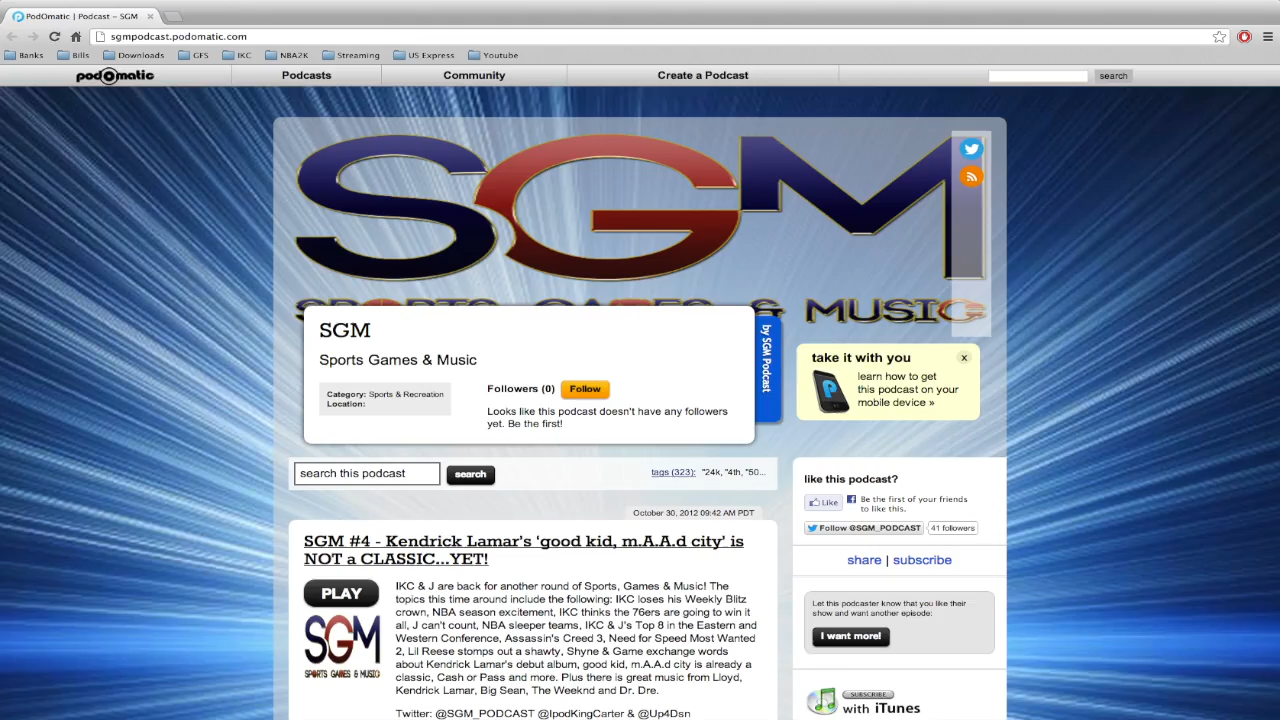 PodOmatic | Podcast – SGM
sgmpodcast.podomatic.com
Banks Bills Downloads GFS IKC NBA2K Streaming US Express Youtube
podomatic Podcasts Community Create a Podcast search
SGM
SPORTS GAMES & MUSIC
SGM
Sports Games & Music
Category: Sports & Recreation
Location:
Followers (0) Follow
Looks like this podcast doesn't have any followers
yet. Be the first!
by SGM Podcast
take it with you x
learn how to get
this podcast on your
mobile device »
search this podcast search
tags (323): "24k, "4th, "50...
October 30, 2012 09:42 AM PDT
SGM #4 - Kendrick Lamar's 'good kid, m.A.A.d city' is
NOT a CLASSIC...YET!
PLAY
SGM
SPORTS GAMES & MUSIC
IKC & J are back for another round of Sports, Games & Music! The
topics this time around include the following: IKC loses his Weekly Blitz
crown, NBA season excitement, IKC thinks the 76ers are going to win it
all, J can't count, NBA sleeper teams, IKC & J's Top 8 in the Eastern and
Western Conference, Assassin's Creed 3, Need for Speed Most Wanted
2, Lil Reese stomps out a shawty, Shyne & Game exchange words
about Kendrick Lamar's debut album, good kid, m.A.A.d city is already a
classic, Cash or Pass and more. Plus there is great music from Lloyd,
Kendrick Lamar, Big Sean, The Weeknd and Dr. Dre.
Twitter: @SGM_PODCAST @IpodKingCarter & @Up4Dsn
like this podcast?
Like Be the first of your friends
to like this.
Follow @SGM_PODCAST 41 followers
share | subscribe
Let this podcaster know that you like their
show and want another episode:
I want more!
SUBSCRIBE
with iTunes